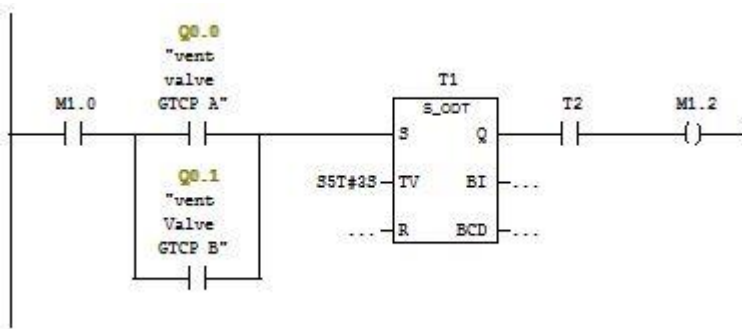 Q0.0
"vent
valve
GTCP A"
M1.0
T1
S_ODT
T2
M1.2
S
Q
Q0.1
"vent
Valve
GTCP B"
S5T#3S
TV
BI
...
...
R
BCD
...